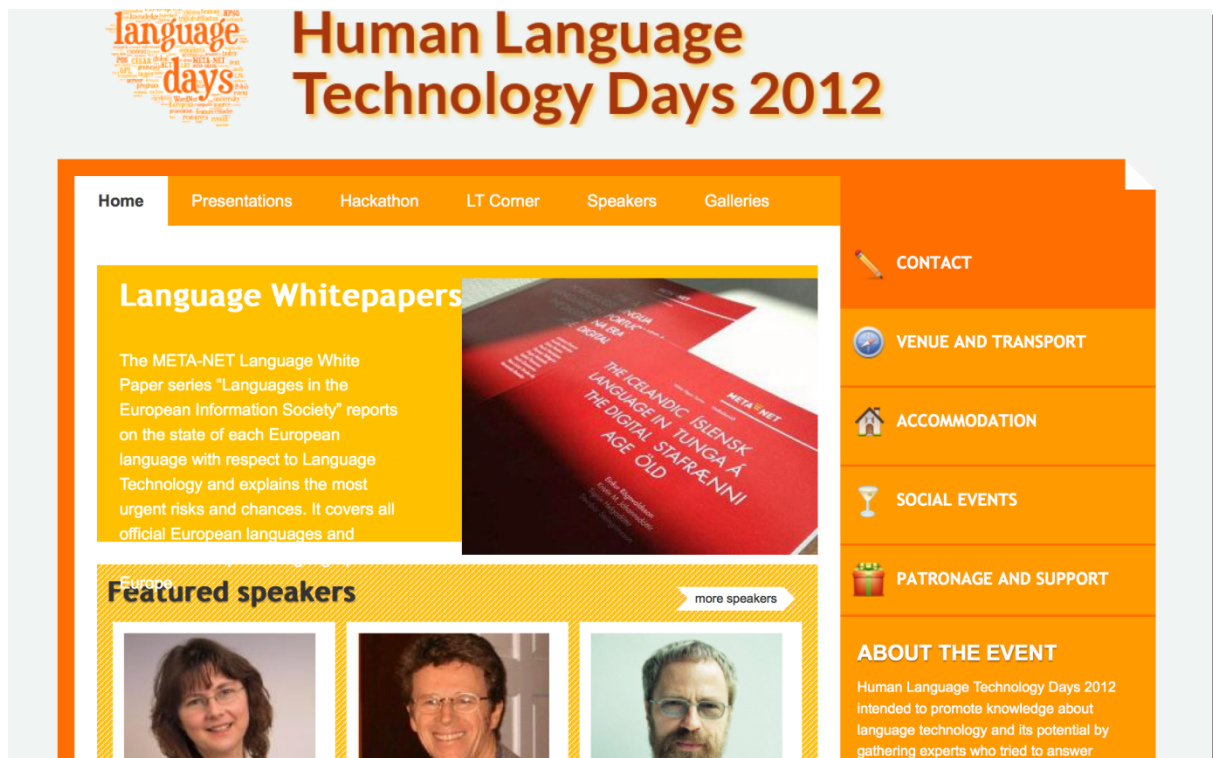 language
days
Human Language
Technology Days 2012
Home
Presentations
Hackathon
LT Corner
Speakers
Galleries
Language Whitepapers
The META-NET Language White
Paper series “Languages in the
European Information Society” reports
on the state of each European
language with respect to Language
Technology and explains the most
urgent risks and chances. It covers all
official European languages and
Europe
META-NET
THE ICELANDIC ÍSLENSK
LANGUAGE IN TUNGA Á
THE DIGITAL STAFRÆNNI
AGE ÖLD
NA ERA
DIGITAL
Featured speakers
more speakers
CONTACT
VENUE AND TRANSPORT
ACCOMMODATION
SOCIAL EVENTS
PATRONAGE AND SUPPORT
ABOUT THE EVENT
Human Language Technology Days 2012
intended to promote knowledge about
language technology and its potential by
gathering experts who tried to answer